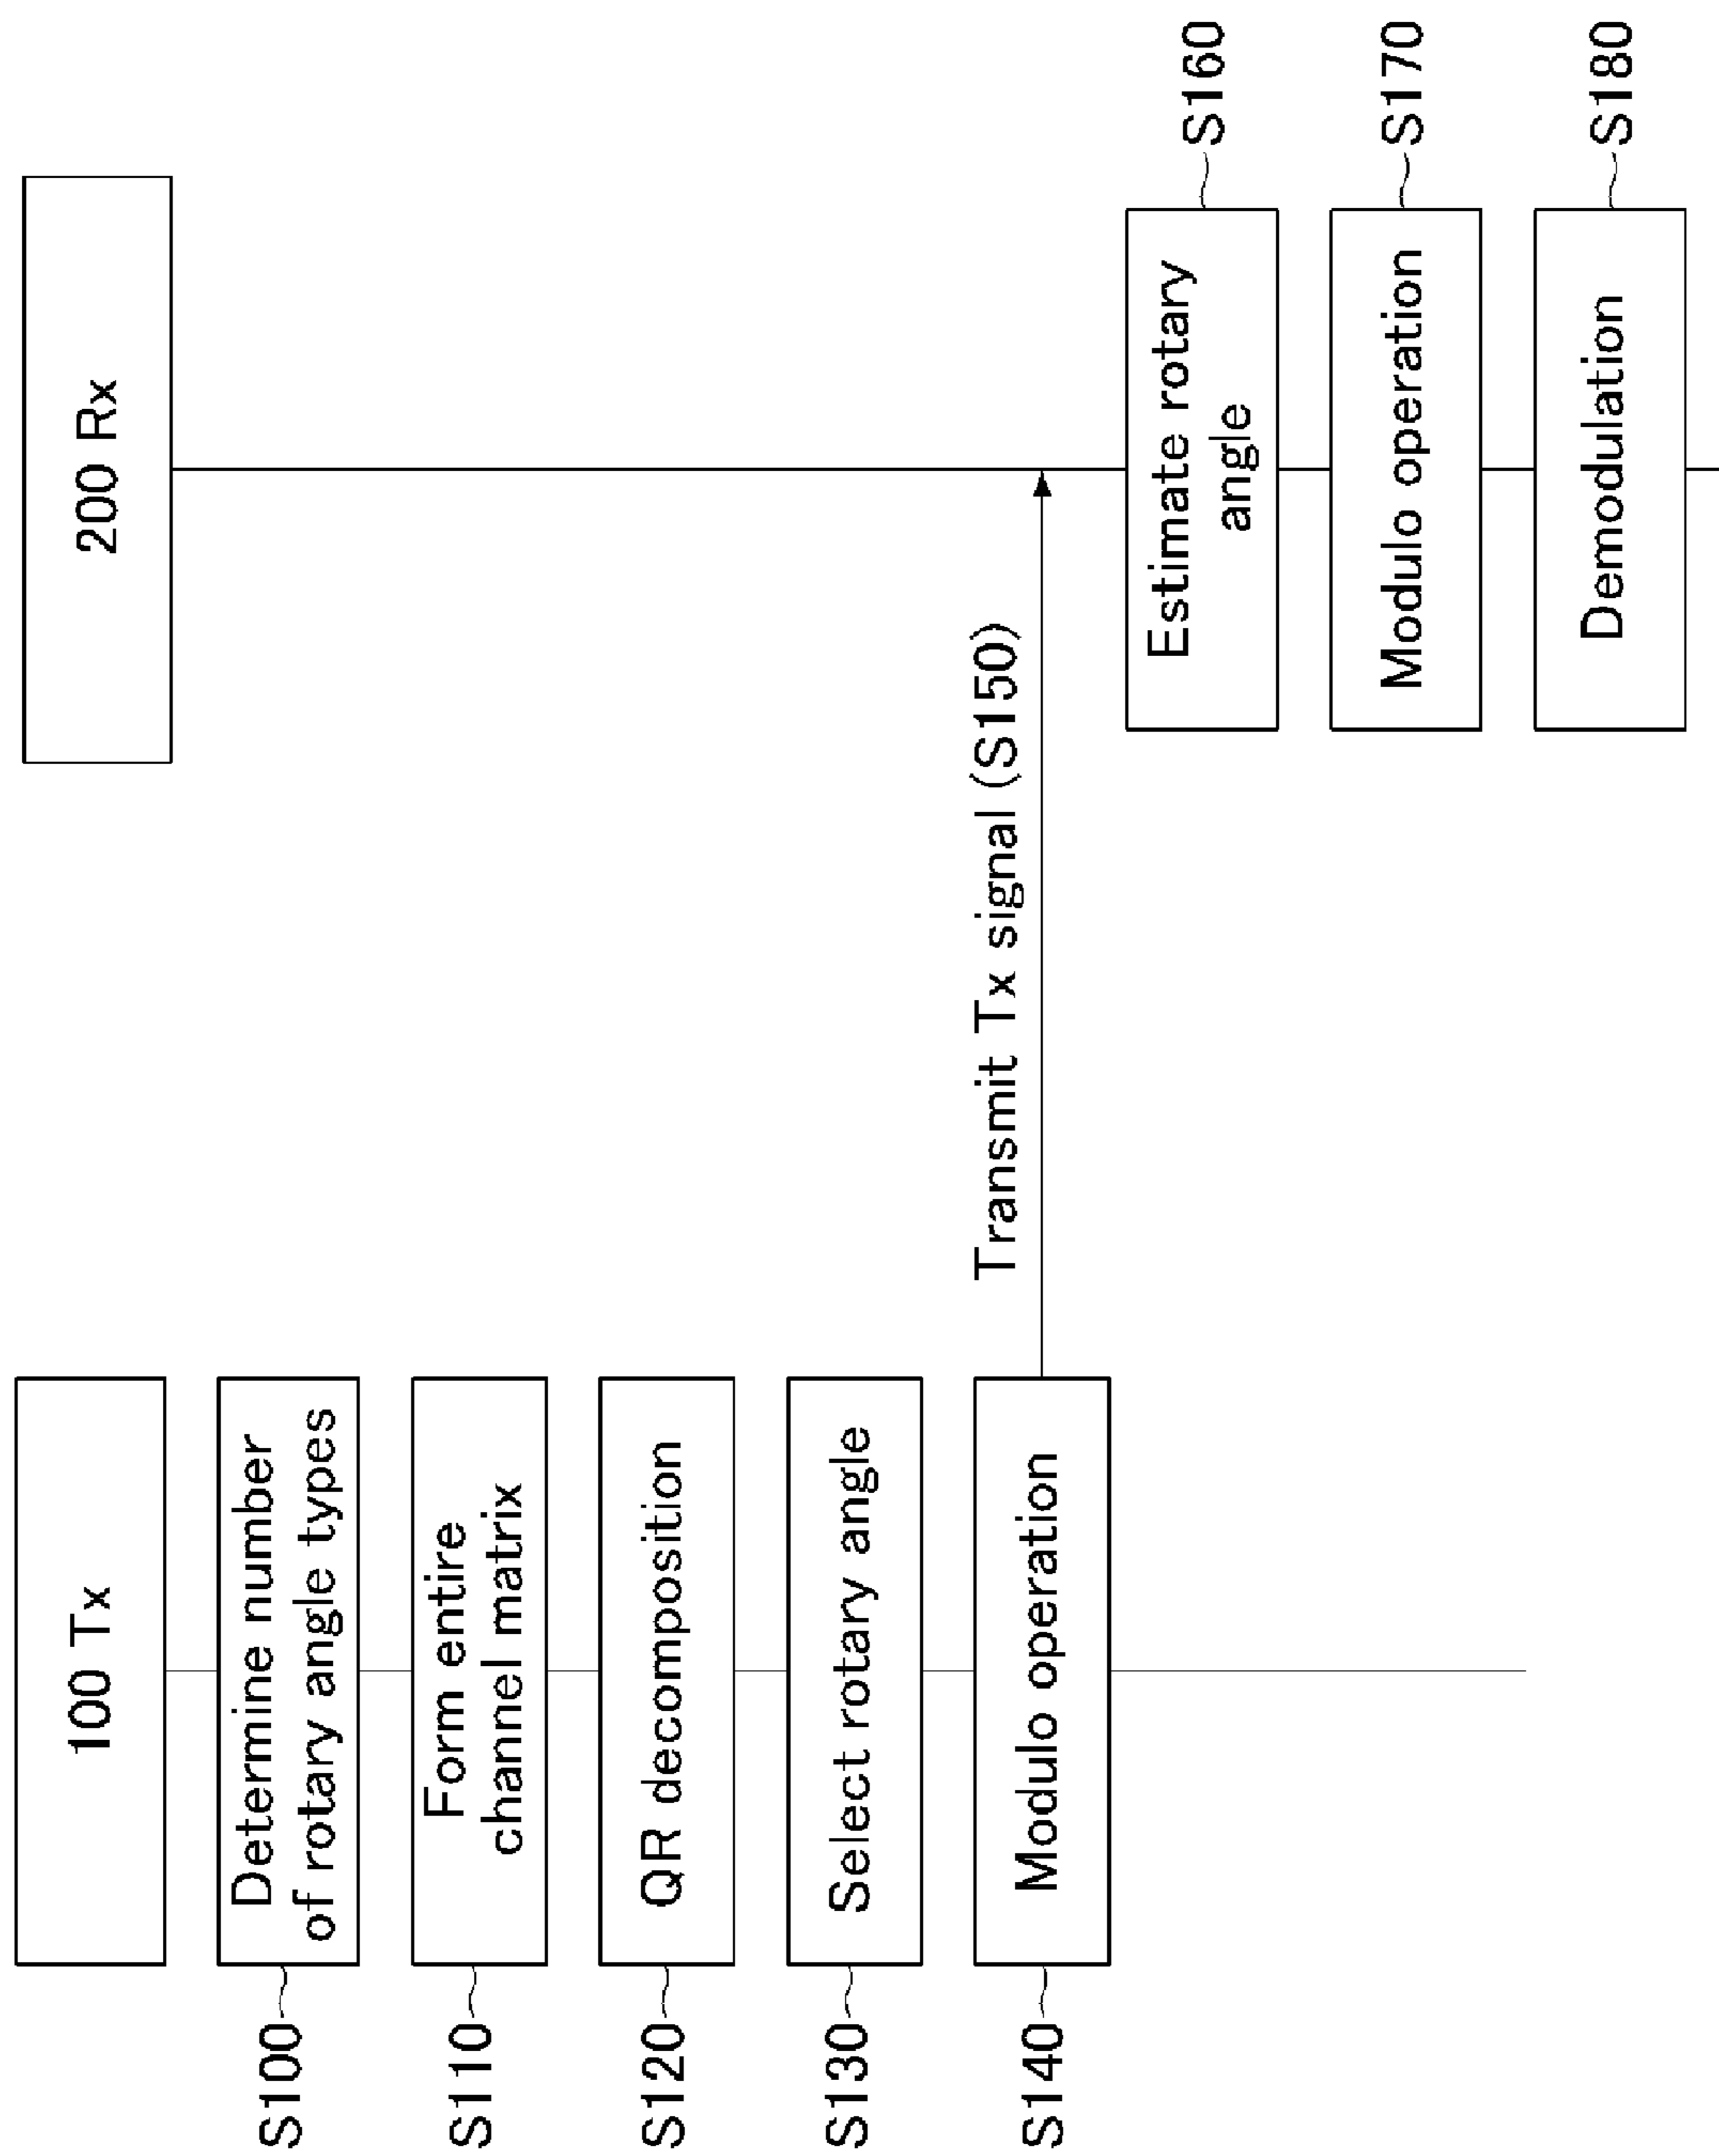 100 Tx
200 Rx
S100
Determine number
of rotary angle types
S110
Form entire
channel matrix
S120
QR decomposition
S130
Select rotary angle
S140
Modulo operation
Transmit Tx signal (S150)
Estimate rotary
angle
S160
Modulo operation
S170
Demodulation
S180